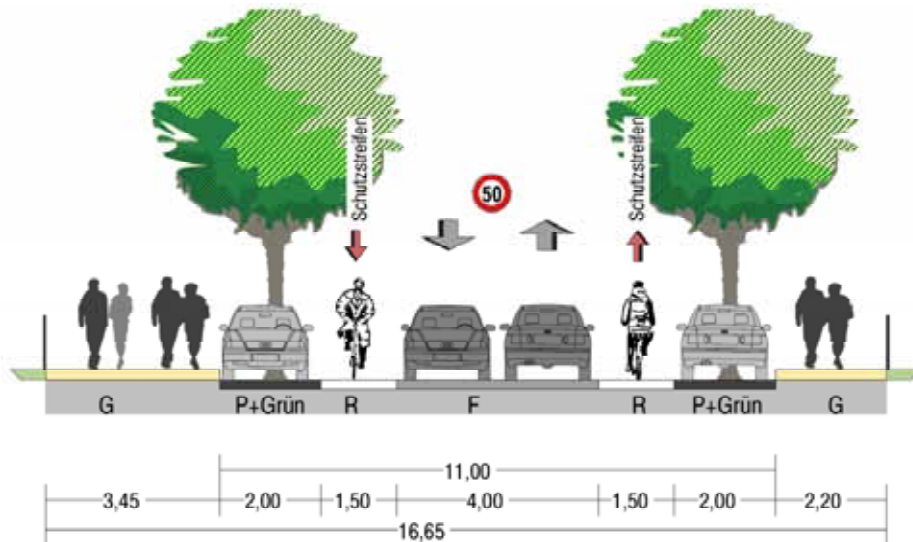 Schutzstreifen
50
Schutzstreifen
G P+Grün R F R P+Grün G
11,00
3,45 2,00 1,50 4,00 1,50 2,00 2,20
16,65